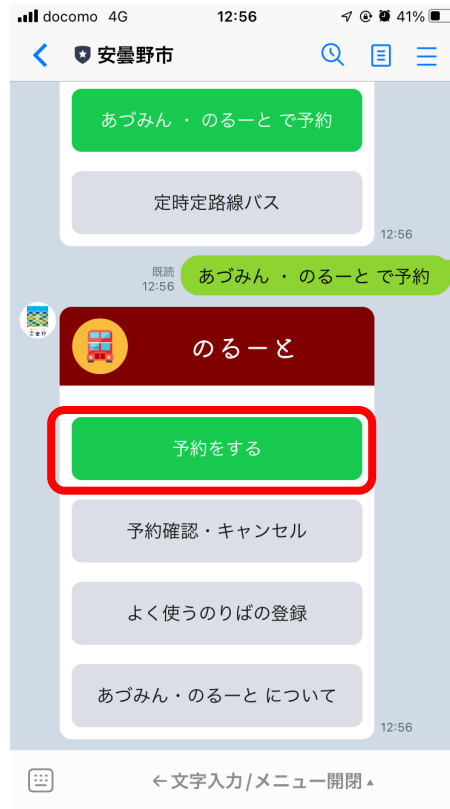 docomo 4G 12:56 41%
安曇野市
あづみん ・ のるーと で予約
定時定路線バス
12:56
既読
12:56
あづみん ・ のるーと で予約
のるーと
予約をする
予約確認・キャンセル
よく使うのりばの登録
あづみん・のるーと について
12:56
←文字入力/メニュー開閉▲